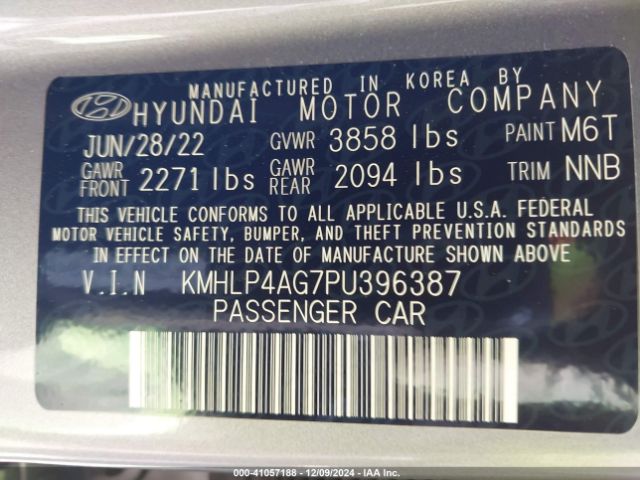 MANUFACTURED IN KOREA BY
HYUNDAI MOTOR COMPANY
JUN/28/22 GVWR 3858 lbs PAINT M6T
GAWR FRONT 2271 lbs GAWR REAR 2094 lbs TRIM NNB
THIS VEHICLE CONFORMS TO ALL APPLICABLE U.S.A. FEDERAL
MOTOR VEHICLE SAFETY, BUMPER, AND THEFT PREVENTION STANDARDS
IN EFFECT ON THE DATE OF MANUFACTURE SHOWN ABOVE
V.I.N KMHLP4AG7PU396387
PASSENGER CAR
000-41057188 - 12/09/2024 - IAA Inc.